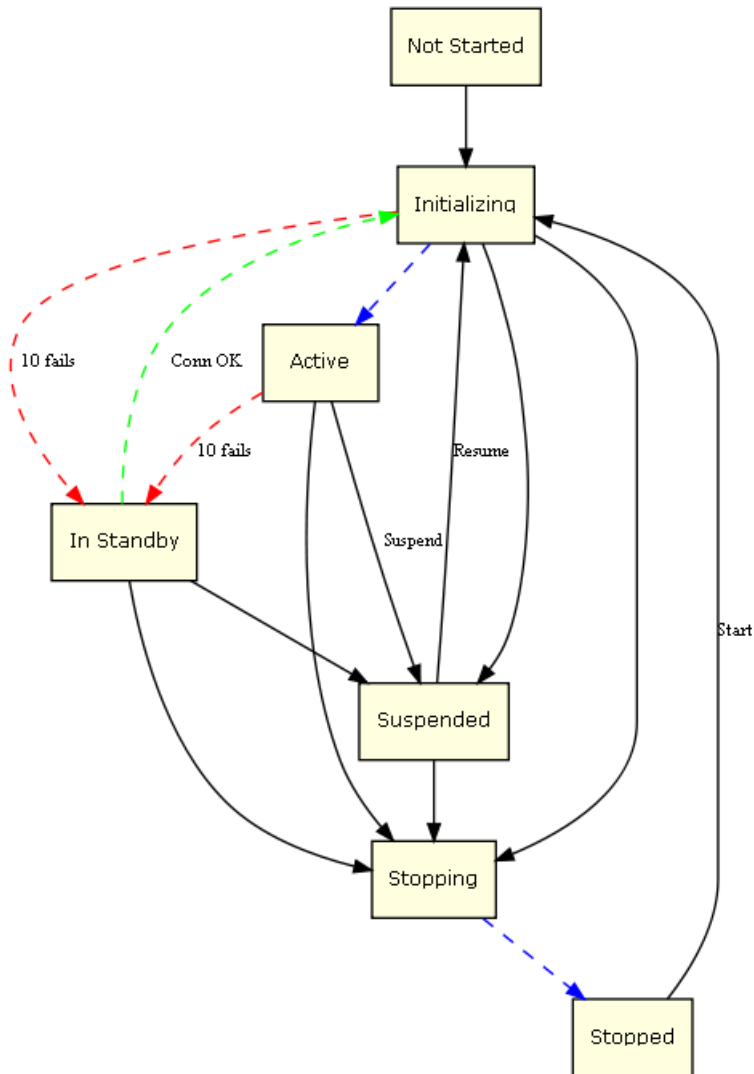 Not Started
Initializing
10 fails
Conn OK
Active
10 fails
Resume
In Standby
Suspend
Start
Suspended
Stopping
Stopped